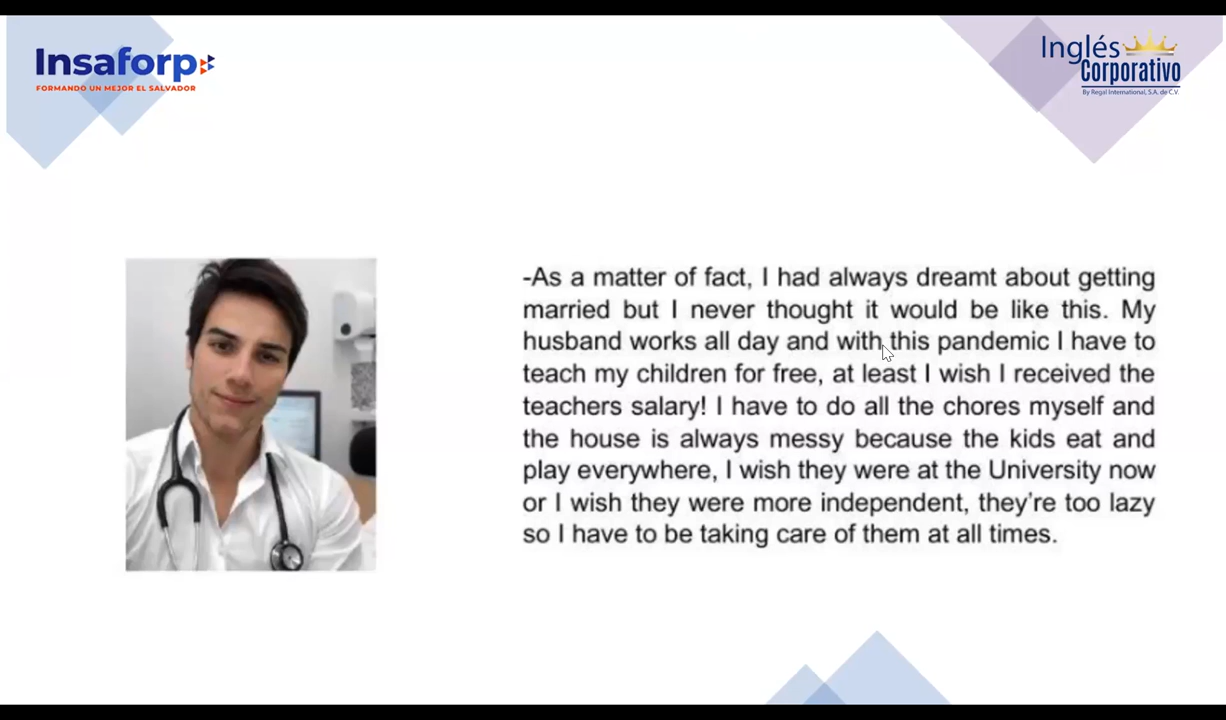 Insaforp
FORMANDO UN MEJOR EL SALVADOR
Inglés
Corporativo
By Regal International, S.A. de C.V.
-As a matter of fact, I had always dreamt about getting
married but I never thought it would be like this. My
husband works all day and with this pandemic I have to
teach my children for free, at least I wish I received the
teachers salary! I have to do all the chores myself and
the house is always messy because the kids eat and
play everywhere, I wish they were at the University now
or I wish they were more independent, they're too lazy
so I have to be taking care of them at all times.